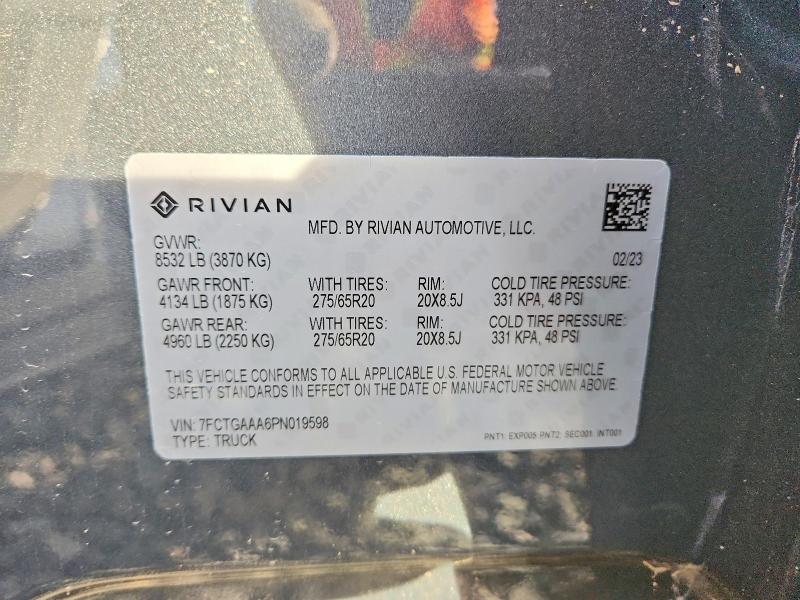 RIVIAN
MFD. BY RIVIAN AUTOMOTIVE, LLC.
GVWR:
8532 LB (3870 KG)
02/23
GAWR FRONT: WITH TIRES: RIM: COLD TIRE PRESSURE:
4134 LB (1875 KG) 275/65R20 20X8.5J 331 KPA, 48 PSI
GAWR REAR: WITH TIRES: RIM: COLD TIRE PRESSURE:
4960 LB (2250 KG) 275/65R20 20X8.5J 331 KPA, 48 PSI
THIS VEHICLE CONFORMS TO ALL APPLICABLE U.S. FEDERAL MOTOR VEHICLE
SAFETY STANDARDS IN EFFECT ON THE DATE OF MANUFACTURE SHOWN ABOVE.
VIN: 7FCTGAAA6PN019598
TYPE: TRUCK
PNT1: EXP005 PNT2: SEC001 INT001